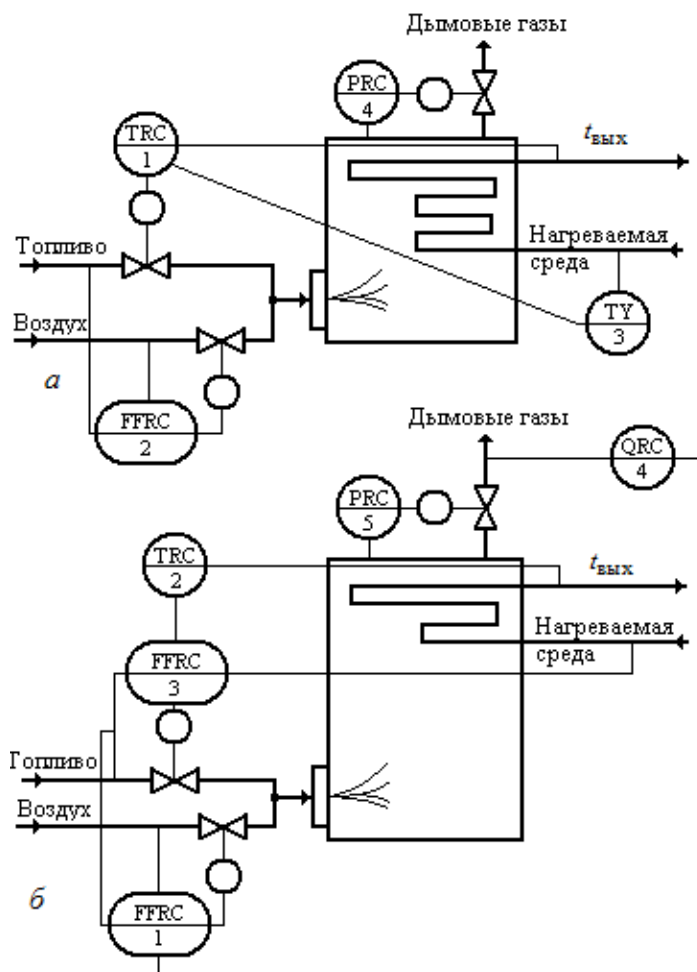 Дымовые газы
PRC
4
TRC
1
tвых
Топливо
Нагреваемая
среда
Воздух
TY
3
а
FFRC
2
Дымовые газы
QRC
4
PRC
5
TRC
2
tвых
FFRC
3
Нагреваемая
среда
Топливо
Воздух
б
FFRC
1